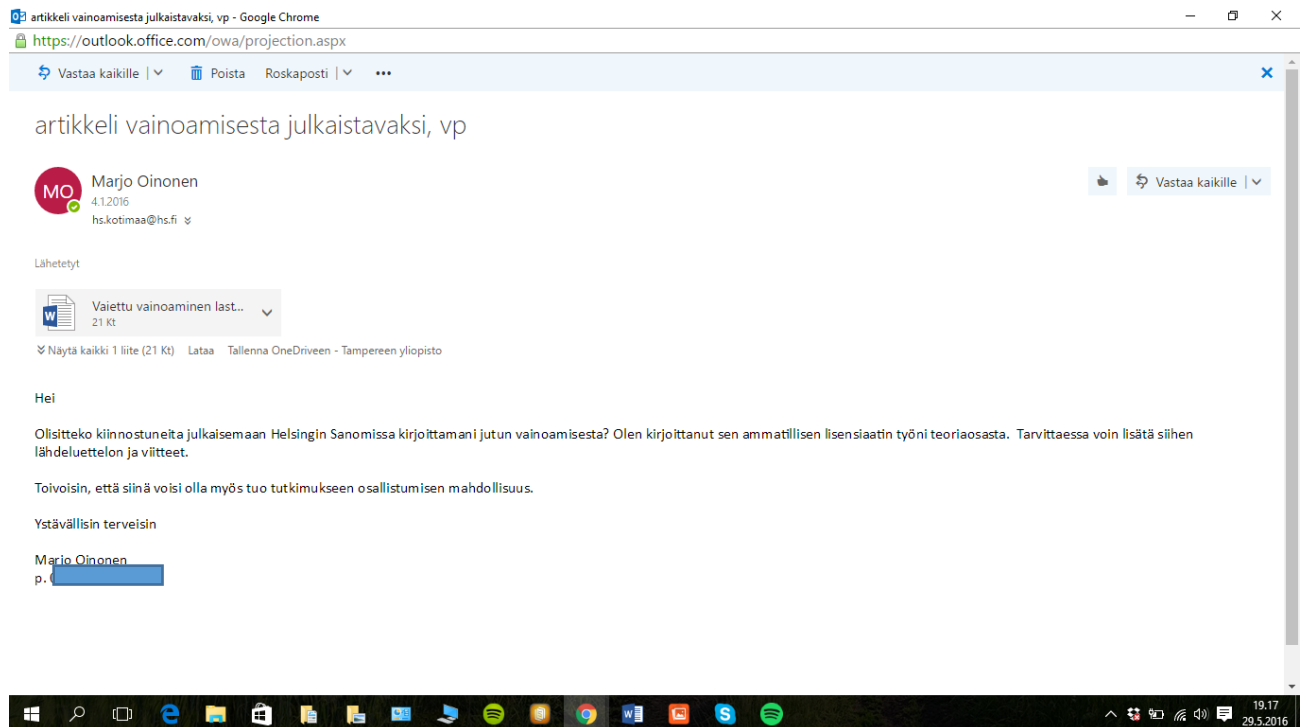 artikkeli vainoamisesta julkaistavaksi, vp - Google Chrome
https://outlook.office.com/owa/projection.aspx
Vastaa kaikille
Poista
Roskaposti
artikkeli vainoamisesta julkaistavaksi, vp
MO
Marjo Oinonen
4.1.2016
hs.kotimaa@hs.fi
Vastaa kaikille
Lähetetyt
Vaiettu vainoaminen last...
21 Kt
Näytä kaikki 1 liite (21 Kt) Lataa Tallenna OneDriveen - Tampereen yliopisto
Hei
Olisitteko kiinnostuneita julkaisemaan Helsingin Sanomissa kirjoittamani jutun vainoamisesta? Olen kirjoittanut sen ammatillisen lisensiaatin työni teoriaosasta. Tarvittaessa voin lisätä siihen
lähdeluettelon ja viitteet.
Toivoisin, että siinä voisi olla myös tuo tutkimukseen osallistumisen mahdollisuus.
Ystävällisin terveisin
Marjo Oinonen
p.
19.17
29.5.2016